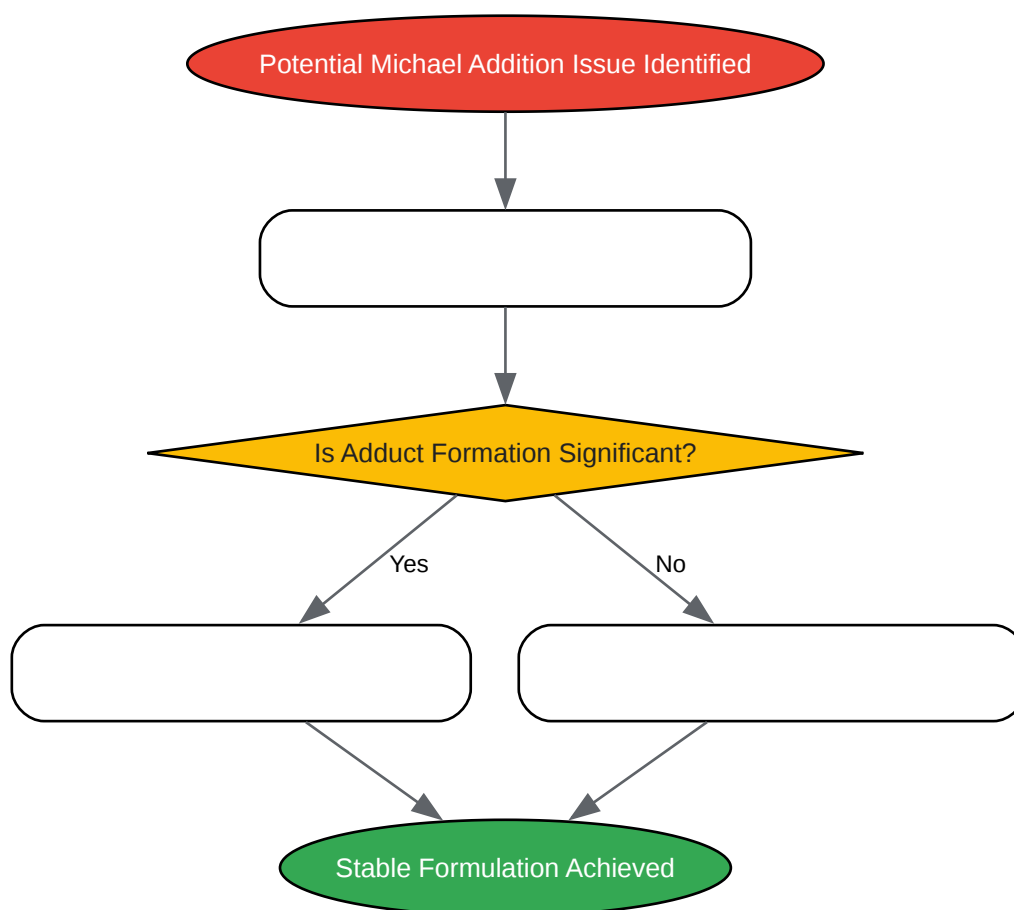 Potential Michael Addition Issue Identified
Is Adduct Formation Significant?
Yes
No
Stable Formulation Achieved